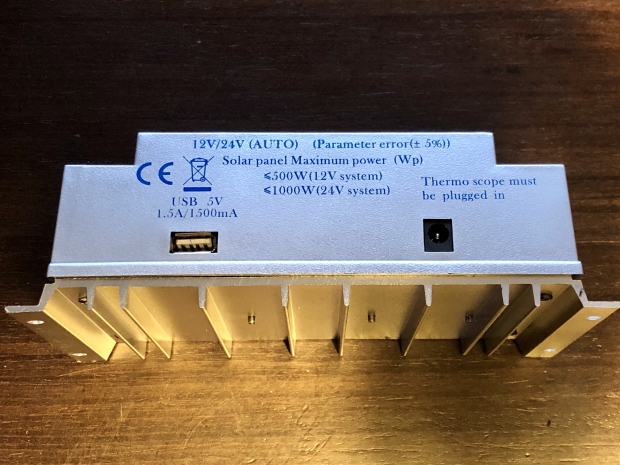 12V/24V (AUTO) (Parameter error(± 5%))
Solar panel Maximum power (Wp)
CE
⩽500W(12V system)
⩽1000W(24V system)
USB 5V
1.5A/1500mA
Thermo scope must
be plugged in